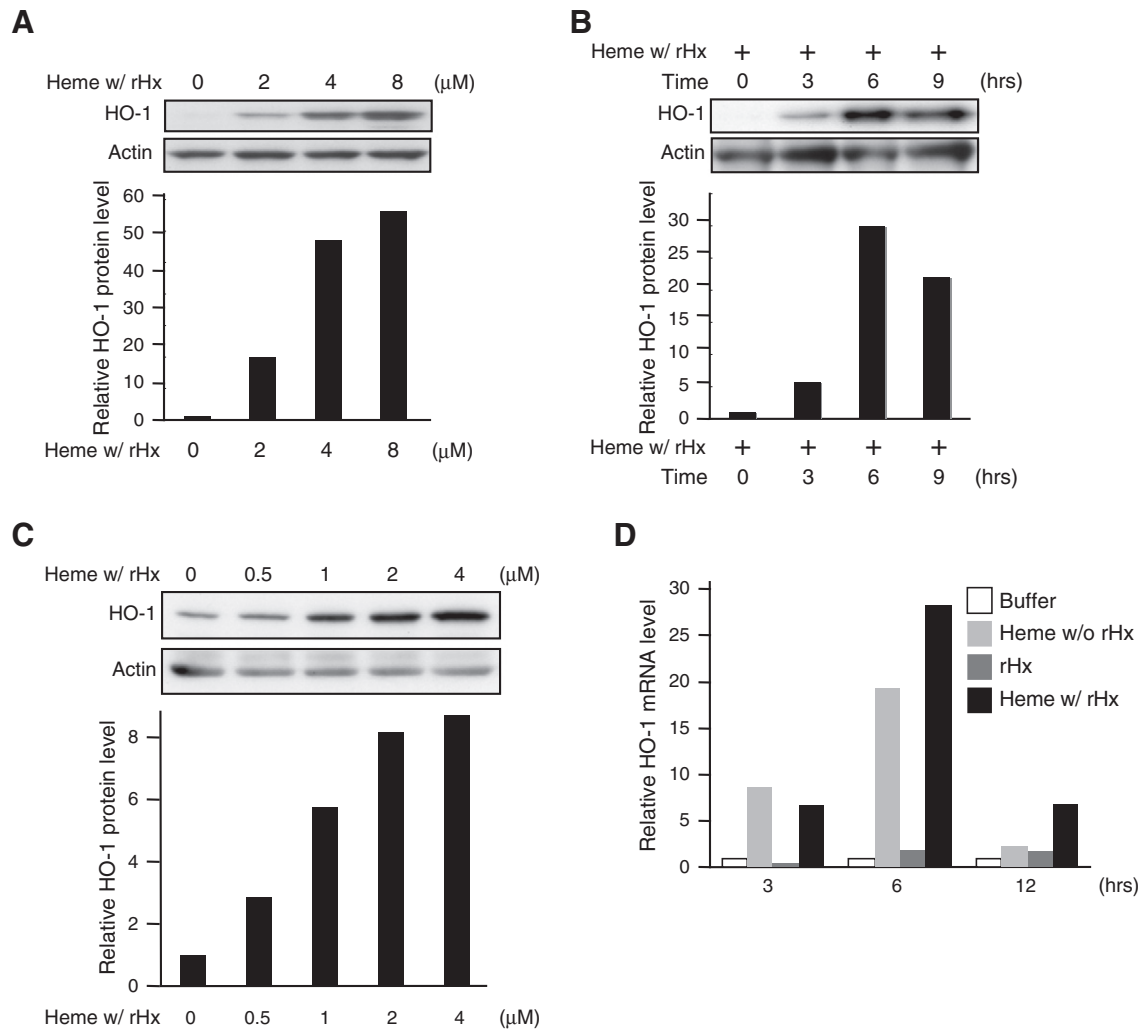 A
Heme w/ rHx 0 2 4 8 (μM)
HO-1
Actin
Relative HO-1 protein level
60
50
40
30
20
10
0
Heme w/ rHx 0 2 4 8 (μM)
B
Heme w/ rHx + + + +
Time 0 3 6 9 (hrs)
HO-1
Actin
Relative HO-1 protein level
30
25
20
15
10
5
0
Heme w/ rHx + + + +
Time 0 3 6 9 (hrs)
C
Heme w/ rHx 0 0.5 1 2 4 (μM)
HO-1
Actin
Relative HO-1 protein level
8
6
4
2
0
Heme w/ rHx 0 0.5 1 2 4 (μM)
D
Relative HO-1 mRNA level
30
25
20
15
10
5
0
Buffer
Heme w/o rHx
rHx
Heme w/ rHx
3 6 12 (hrs)